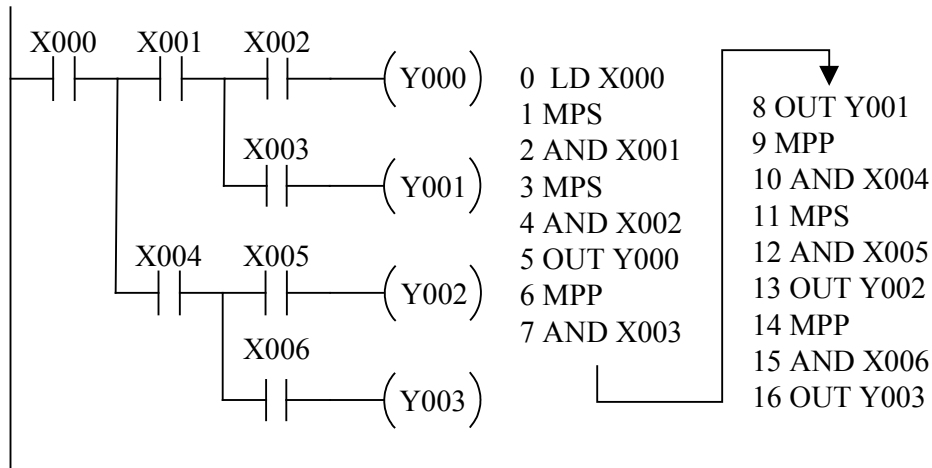 X000 X001 X002
Y000
X003
Y001
X004 X005
Y002
X006
Y003
0 LD X000
1 MPS
2 AND X001
3 MPS
4 AND X002
5 OUT Y000
6 MPP
7 AND X003
8 OUT Y001
9 MPP
10 AND X004
11 MPS
12 AND X005
13 OUT Y002
14 MPP
15 AND X006
16 OUT Y003